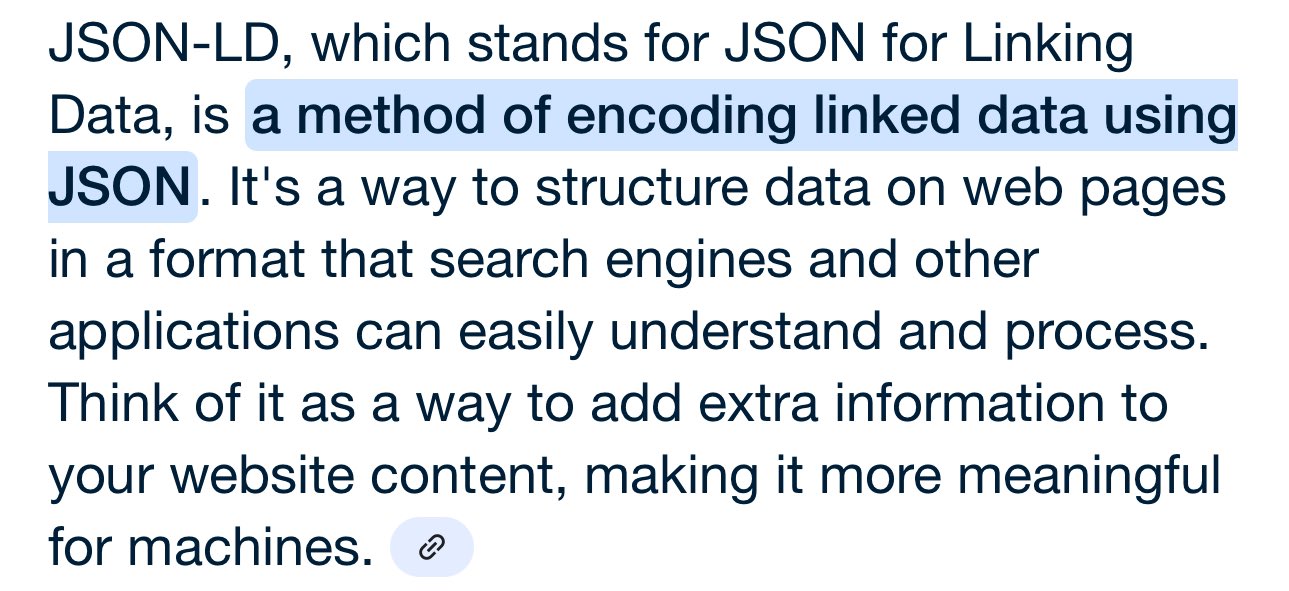 JSON-LD, which stands for JSON for Linking
Data, is a method of encoding linked data using
JSON. It's a way to structure data on web pages
in a format that search engines and other
applications can easily understand and process.
Think of it as a way to add extra information to
your website content, making it more meaningful
for machines.